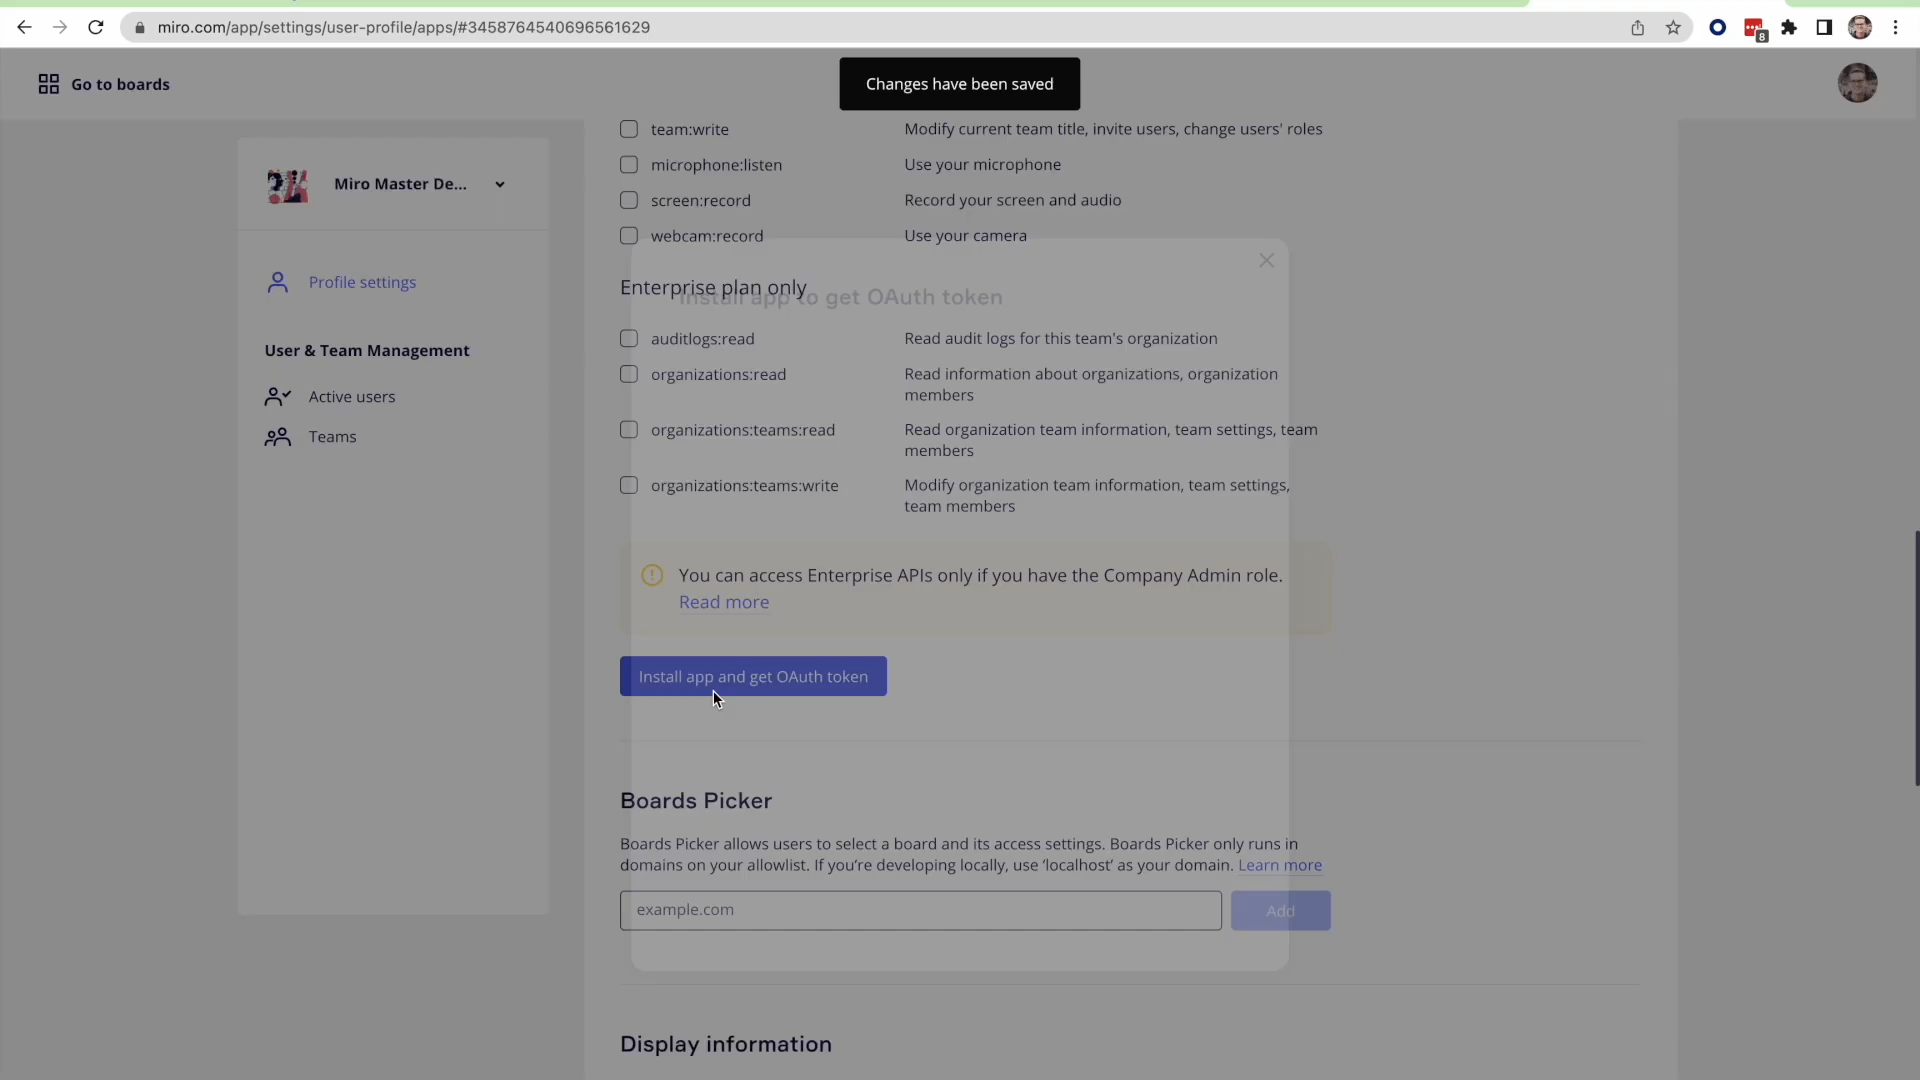 miro.com/app/settings/user-profile/apps/#3458764540696561629
8
Go to boards
Changes have been saved
Miro Master De...
Profile settings
User & Team Management
Active users
Teams
team:write Modify current team title, invite users, change users' roles
microphone:listen Use your microphone
screen:record Record your screen and audio
webcam:record Use your camera
Enterprise plan only
Install app to get OAuth token
auditlogs:read Read audit logs for this team's organization
organizations:read Read information about organizations, organization
members
organizations:teams:read Read organization team information, team settings, team
members
organizations:teams:write Modify organization team information, team settings,
team members
You can access Enterprise APIs only if you have the Company Admin role.
Read more
Install app and get OAuth token
Boards Picker
Boards Picker allows users to select a board and its access settings. Boards Picker only runs in
domains on your allowlist. If you’re developing locally, use ‘localhost’ as your domain. Learn more
example.com
Add
Display information